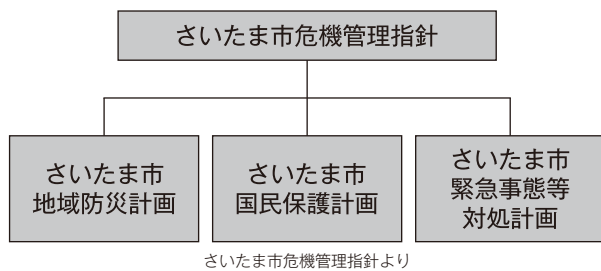 さいたま市危機管理指針
さいたま市
地域防災計画
さいたま市
国民保護計画
さいたま市
緊急事態等
対処計画
さいたま市危機管理指針より